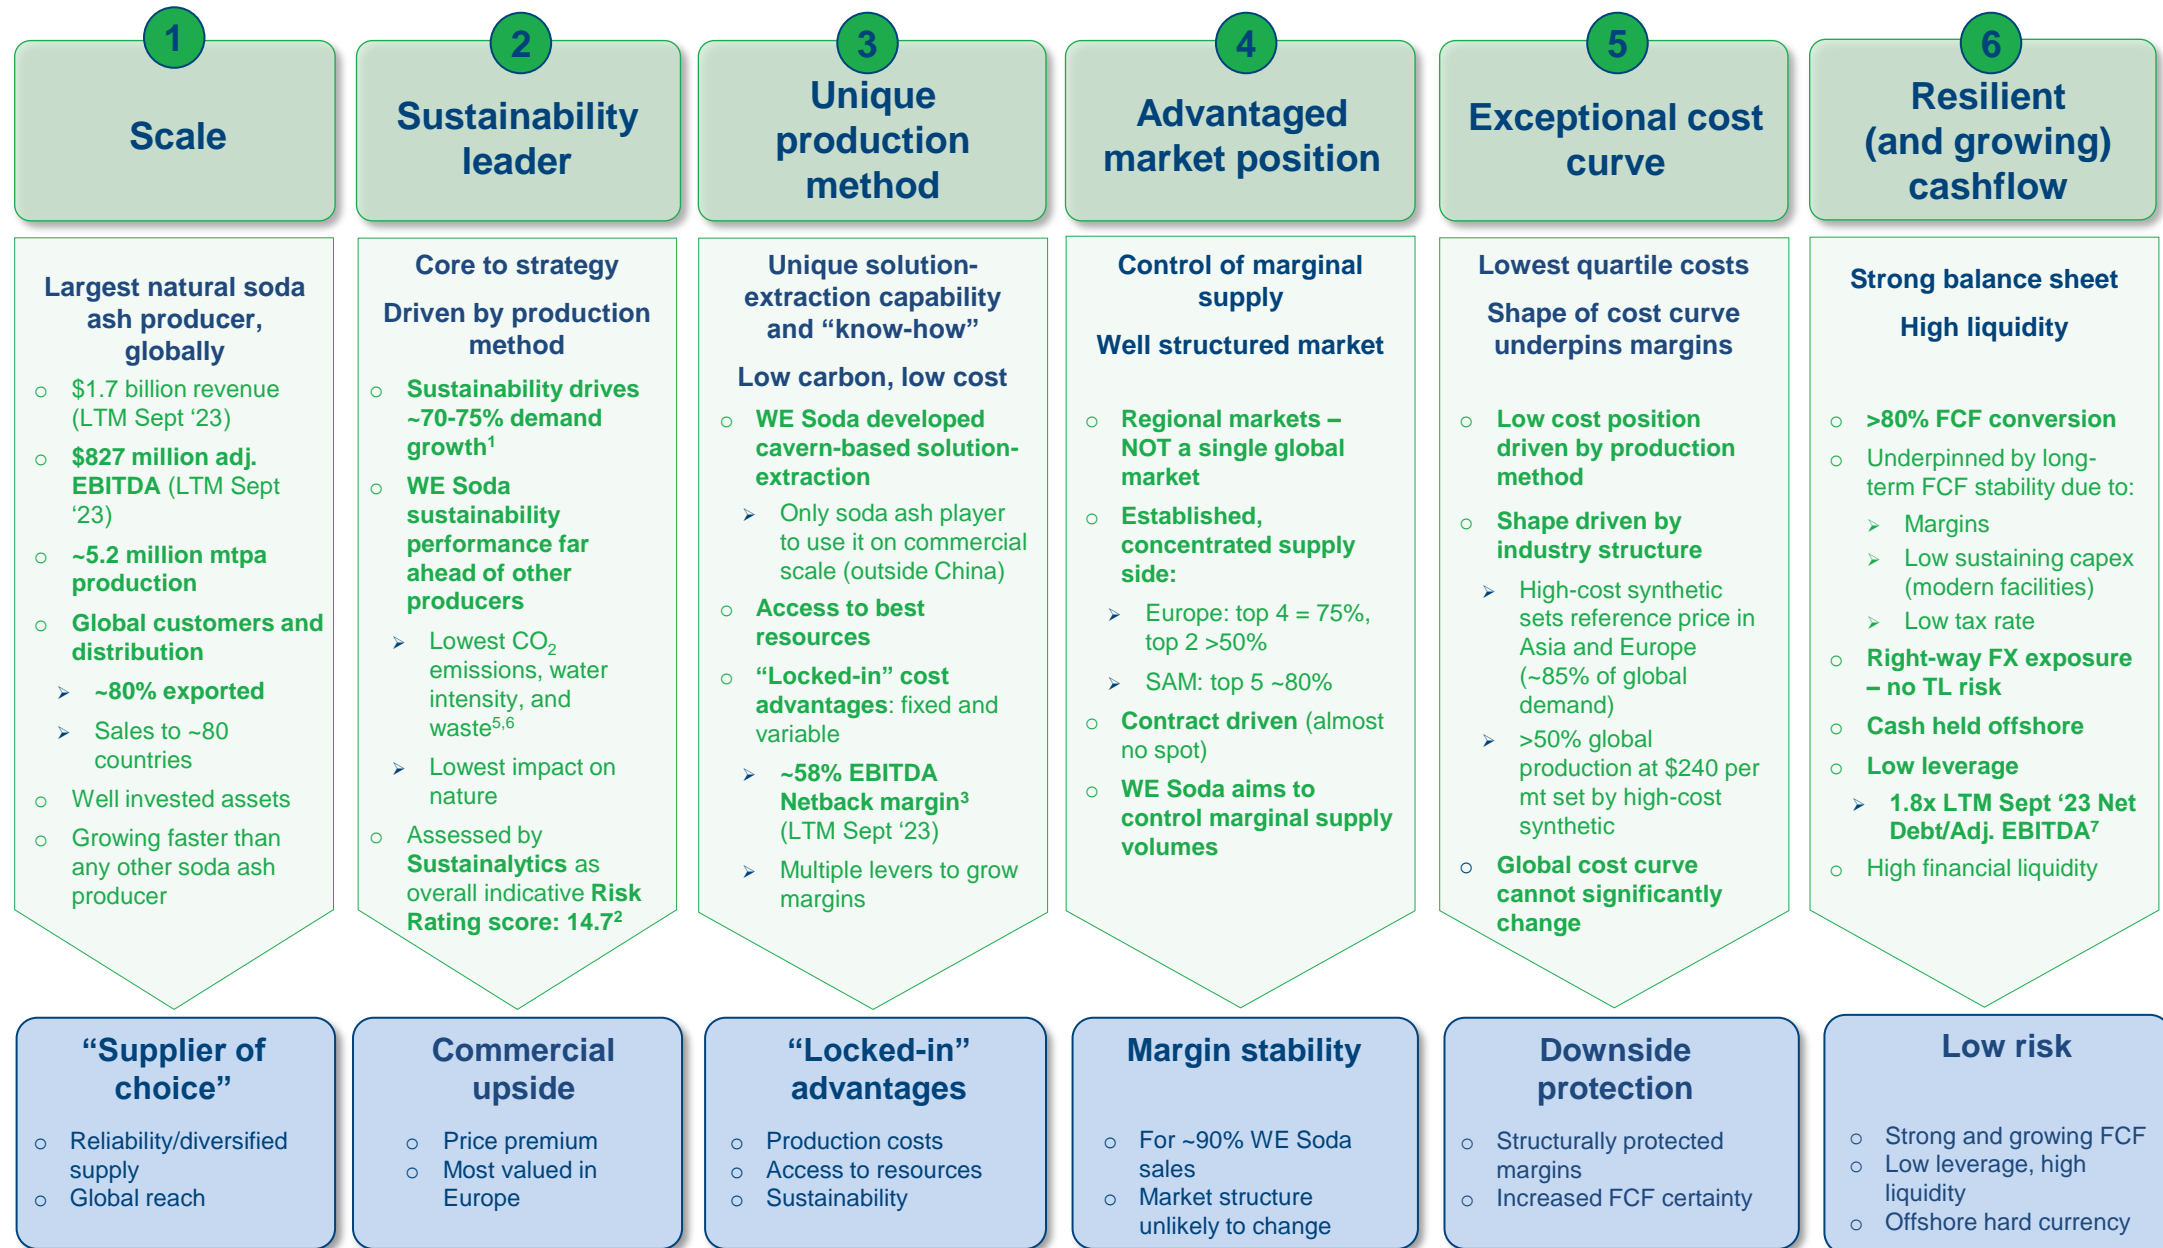 1
Scale
Largest natural soda
ash producer,
globally
○ $1.7 billion revenue
(LTM Sept ‘23)
○ $827 million adj.
EBITDA (LTM Sept
‘23)
○ ~5.2 million mtpa
production
○ Global customers and
distribution
➢ ~80% exported
➢ Sales to ~80
countries
○ Well invested assets
○ Growing faster than
any other soda ash
producer
“Supplier of
choice”
○ Reliability/diversified
supply
○ Global reach
2
Sustainability
leader
Core to strategy
Driven by production
method
○ Sustainability drives
~70-75% demand
growth¹
○ WE Soda
sustainability
performance far
ahead of other
producers
➢ Lowest CO₂
emissions, water
intensity, and
waste⁵,⁶
➢ Lowest impact on
nature
○ Assessed by
Sustainalytics as
overall indicative Risk
Rating score: 14.7²
Commercial
upside
○ Price premium
○ Most valued in
Europe
3
Unique
production
method
Unique solution-
extraction capability
and “know-how”
Low carbon, low cost
○ WE Soda developed
cavern-based solution-
extraction
➢ Only soda ash player
to use it on commercial
scale (outside China)
○ Access to best
resources
○ “Locked-in” cost
advantages: fixed and
variable
➢ ~58% EBITDA
Netback margin³
(LTM Sept ‘23)
➢ Multiple levers to grow
margins
“Locked-in”
advantages
○ Production costs
○ Access to resources
○ Sustainability
4
Advantaged
market position
Control of marginal
supply
Well structured market
○ Regional markets –
NOT a single global
market
○ Established,
concentrated supply
side:
➢ Europe: top 4 = 75%,
top 2 >50%
➢ SAM: top 5 ~80%
○ Contract driven (almost
no spot)
○ WE Soda aims to
control marginal supply
volumes
Margin stability
○ For ~90% WE Soda
sales
○ Market structure
unlikely to change
5
Exceptional cost
curve
Lowest quartile costs
Shape of cost curve
underpins margins
○ Low cost position
driven by production
method
○ Shape driven by
industry structure
➢ High-cost synthetic
sets reference price in
Asia and Europe
(~85% of global
demand)
➢ >50% global
production at $240 per
mt set by high-cost
synthetic
○ Global cost curve
cannot significantly
change
Downside
protection
○ Structurally protected
margins
○ Increased FCF certainty
6
Resilient
(and growing)
cashflow
Strong balance sheet
High liquidity
○ >80% FCF conversion
○ Underpinned by long-
term FCF stability due to:
➢ Margins
➢ Low sustaining capex
(modern facilities)
➢ Low tax rate
○ Right-way FX exposure
– no TL risk
○ Cash held offshore
○ Low leverage
➢ 1.8x LTM Sept ‘23 Net
Debt/Adj. EBITDA⁷
○ High financial liquidity
Low risk
○ Strong and growing FCF
○ Low leverage, high
liquidity
○ Offshore hard currency